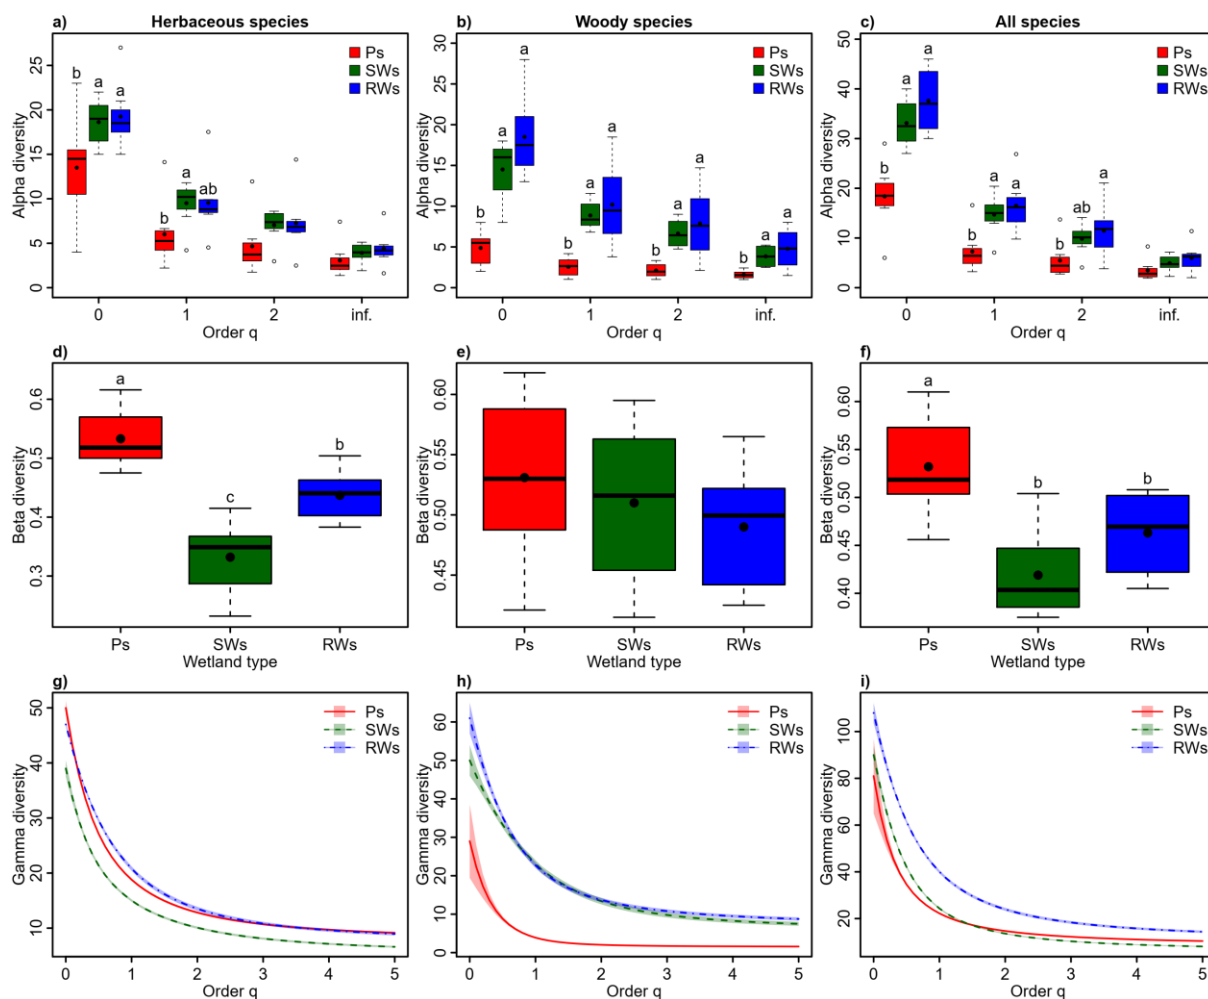 a) Herbaceous species
Alpha diversity
0 5 10 15 20 25
Ps
SWs
RWs
b a a
b a ab
0 1 2 inf.
Order q
b) Woody species
Alpha diversity
0 5 10 15 20 25 30
Ps
SWs
RWs
b a a
b a a
b a a
b a a
0 1 2 inf.
Order q
c) All species
Alpha diversity
0 10 20 30 40 50
Ps
SWs
RWs
b a a
b a a
b ab a
0 1 2 inf.
Order q
d)
Beta diversity
0.3 0.4 0.5 0.6
a c b
Ps SWs RWs
Wetland type
e)
Beta diversity
0.45 0.50 0.55 0.60
Ps SWs RWs
Wetland type
f)
Beta diversity
0.40 0.45 0.50 0.55 0.60
a b b
Ps SWs RWs
Wetland type
g)
Gamma diversity
10 20 30 40 50
Ps
SWs
RWs
0 1 2 3 4 5
Order q
h)
Gamma diversity
0 10 20 30 40 50 60
Ps
SWs
RWs
0 1 2 3 4 5
Order q
i)
Gamma diversity
20 40 60 80 100
Ps
SWs
RWs
0 1 2 3 4 5
Order q